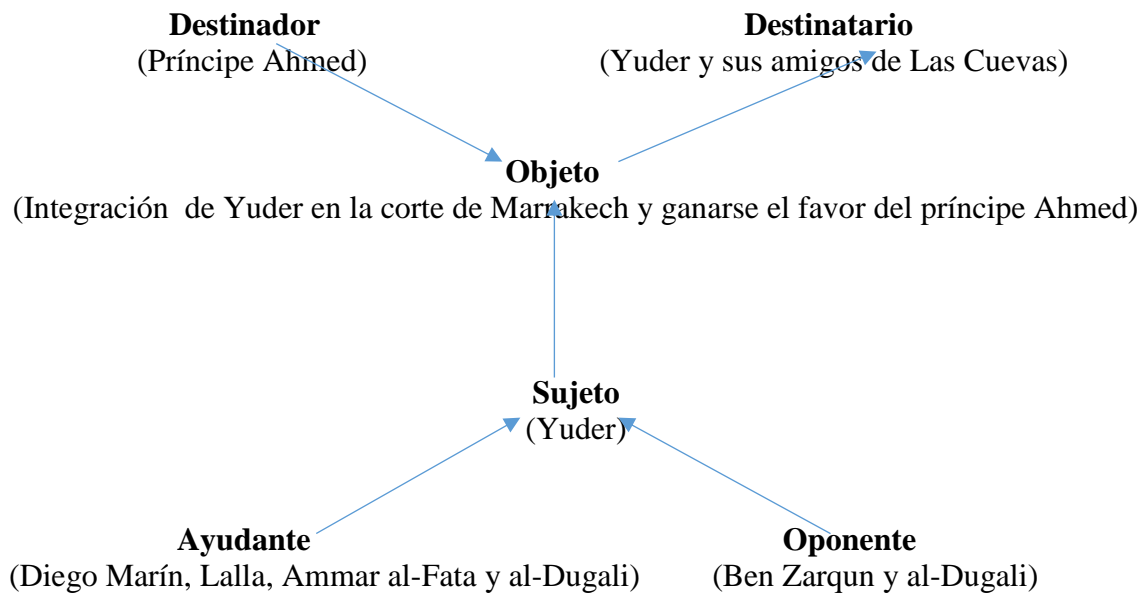 Destinador
(Príncipe Ahmed)
Destinatario
(Yuder y sus amigos de Las Cuevas)
Objeto
(Integración de Yuder en la corte de Marrakech y ganarse el favor del príncipe Ahmed)
Sujeto
(Yuder)
Ayudante
(Diego Marín, Lalla, Ammar al-Fata y al-Dugali)
Oponente
(Ben Zarqun y al-Dugali)